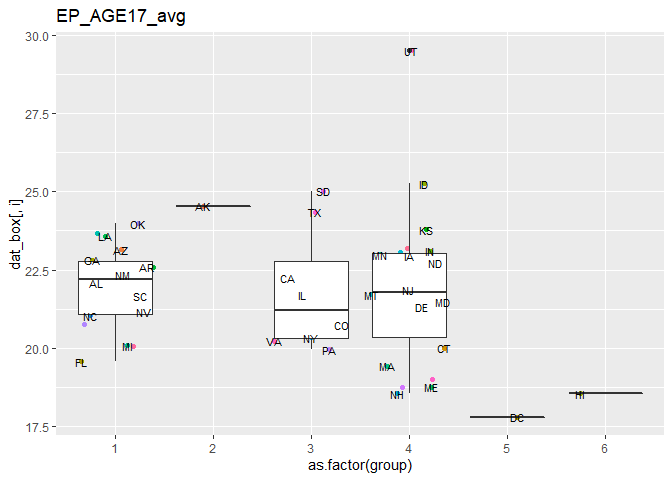 EP_AGE17_avg
30.0
27.5
25.0
22.5
20.0
17.5
dat_box[, i]
UT
ID
SD
AK
TX
OK
KS
LA
AZ
IN
MN
IA
GA
ND
AR
NM
CA
AL
NJ
IL
MT
SC
MD
DE
NV
NC
CO
NY
VA
MI
PA
CT
FL
MA
ME
NH
HI
DC
1
2
3
4
5
6
as.factor(group)